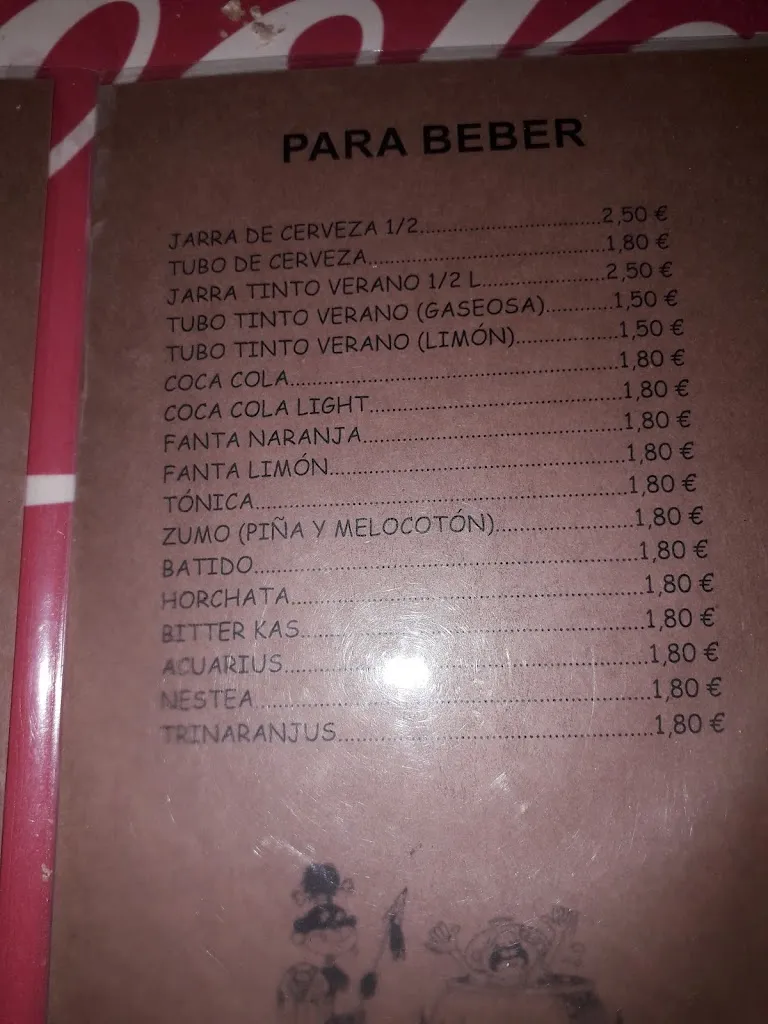 PARA BEBER
JARRA DE CERVEZA 1/2..............................2,50 €
TUBO DE CERVEZA........................................1,80 €
JARRA TINTO VERANO 1/2 L.....................2,50 €
TUBO TINTO VERANO (GASEOSA)............1,50 €
TUBO TINTO VERANO (LIMÓN).................1,50 €
COCA COLA.......................................................1,80 €
COCA COLA LIGHT..........................................1,80 €
FANTA NARANJA............................................1,80 €
FANTA LIMÓN..................................................1,80 €
TÓNICA..............................................................1,80 €
ZUMO (PIÑA Y MELOCOTÓN).......................1,80 €
BATIDO................................................................1,80 €
HORCHATA...........................................................1,80 €
BITTER KAS..........................................................1,80 €
ACUARIUS.............................................................1,80 €
NESTEA..................................................................1,80 €
TRINARANJUS.....................................................1,80 €